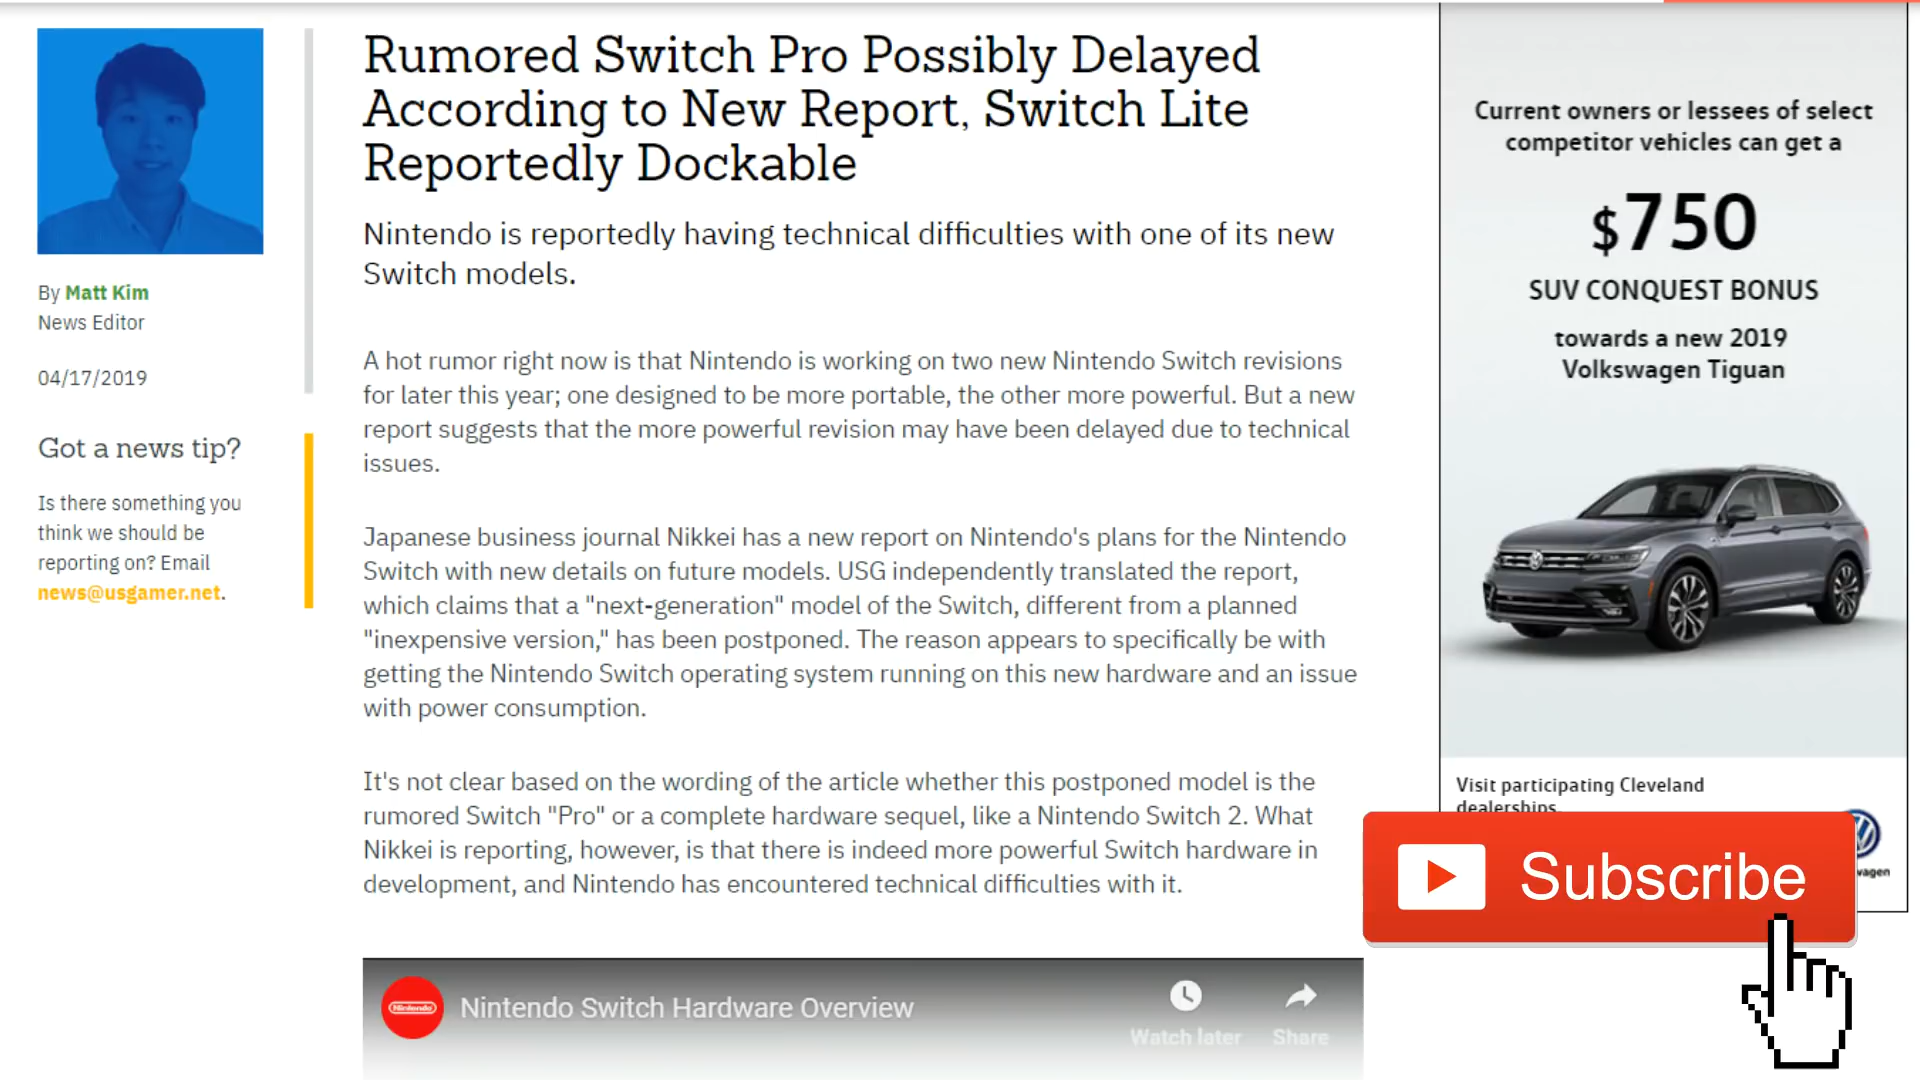 Rumored Switch Pro Possibly Delayed
According to New Report, Switch Lite
Reportedly Dockable
Nintendo is reportedly having technical difficulties with one of its new
Switch models.
By Matt Kim
News Editor
04/17/2019
Got a news tip?
Is there something you
think we should be
reporting on? Email
news@usgamer.net.
A hot rumor right now is that Nintendo is working on two new Nintendo Switch revisions
for later this year; one designed to be more portable, the other more powerful. But a new
report suggests that the more powerful revision may have been delayed due to technical
issues.
Japanese business journal Nikkei has a new report on Nintendo's plans for the Nintendo
Switch with new details on future models. USG independently translated the report,
which claims that a "next-generation" model of the Switch, different from a planned
"inexpensive version," has been postponed. The reason appears to specifically be with
getting the Nintendo Switch operating system running on this new hardware and an issue
with power consumption.
It's not clear based on the wording of the article whether this postponed model is the
rumored Switch "Pro" or a complete hardware sequel, like a Nintendo Switch 2. What
Nikkei is reporting, however, is that there is indeed more powerful Switch hardware in
development, and Nintendo has encountered technical difficulties with it.
Nintendo
Nintendo Switch Hardware Overview
Watch later
Share
Current owners or lessees of select
competitor vehicles can get a
$750
SUV CONQUEST BONUS
towards a new 2019
Volkswagen Tiguan
Visit participating Cleveland
dealerships.
wagen
Subscribe